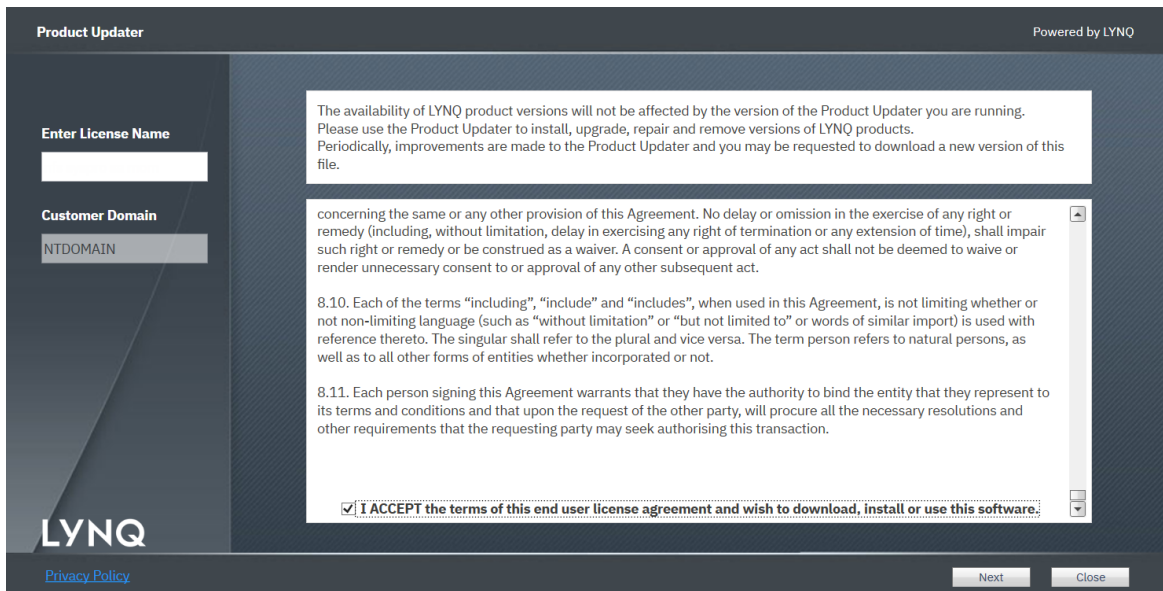 Product Updater
Powered by LYNQ
Enter License Name
Customer Domain
NTDOMAIN
The availability of LYNQ product versions will not be affected by the version of the Product Updater you are running.
Please use the Product Updater to install, upgrade, repair and remove versions of LYNQ products.
Periodically, improvements are made to the Product Updater and you may be requested to download a new version of this
file.
concerning the same or any other provision of this Agreement. No delay or omission in the exercise of any right or
remedy (including, without limitation, delay in exercising any right of termination or any extension of time), shall impair
such right or remedy or be construed as a waiver. A consent or approval of any act shall not be deemed to waive or
render unnecessary consent to or approval of any other subsequent act.
8.10. Each of the terms “including”, “include” and “includes”, when used in this Agreement, is not limiting whether or
not non-limiting language (such as “without limitation” or “but not limited to” or words of similar import) is used with
reference thereto. The singular shall refer to the plural and vice versa. The term person refers to natural persons, as
well as to all other forms of entities whether incorporated or not.
8.11. Each person signing this Agreement warrants that they have the authority to bind the entity that they represent to
its terms and conditions and that upon the request of the other party, will procure all the necessary resolutions and
other requirements that the requesting party may seek authorising this transaction.
I ACCEPT the terms of this end user license agreement and wish to download, install or use this software.
LYNQ
Privacy Policy
Next
Close